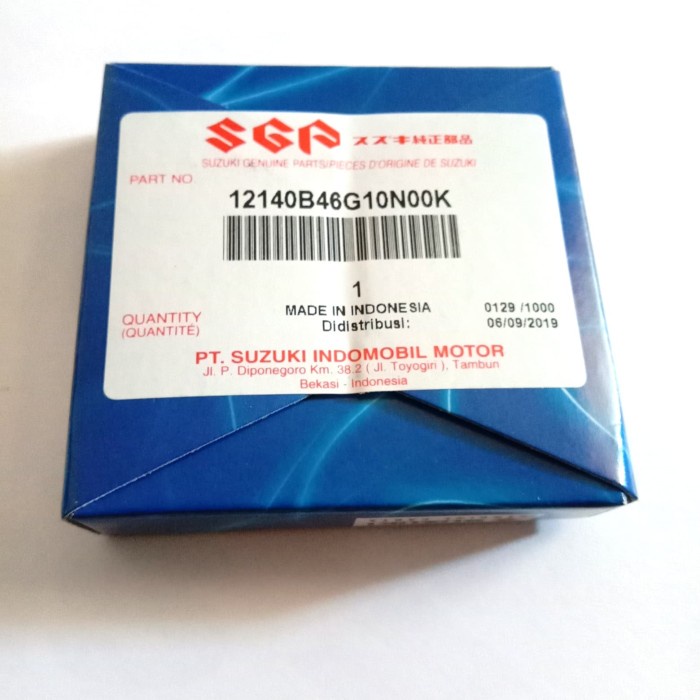 SGP スズキ純正部品
SUZUKI GENUINE PARTS/PIECES D'ORIGINE DE SUZUKI
PART NO.
12140B46G10N00K
1
QUANTITY
(QUANTITÉ)
MADE IN INDONESIA
Didistribusi:
0129 /1000
06/09/2019
PT. SUZUKI INDOMOBIL MOTOR
Jl. P. Diponegoro Km. 38.2 ( Jl. Toyogiri ), Tambun
Bekasi - Indonesia